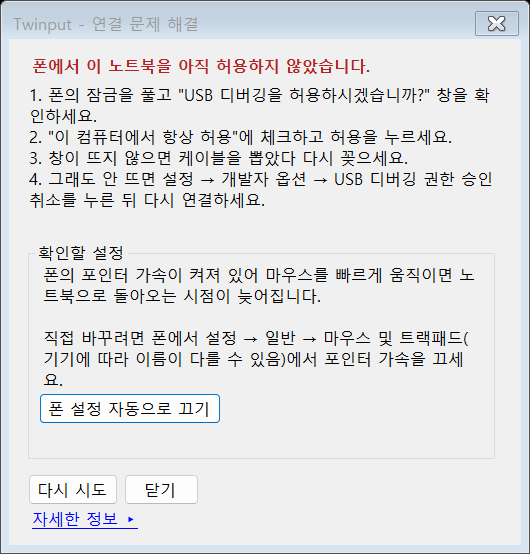 Twinput - 연결 문제 해결
폰에서 이 노트북을 아직 허용하지 않았습니다.
1. 폰의 잠금을 풀고 "USB 디버깅을 허용하시겠습니까?" 창을 확
인하세요.
2. "이 컴퓨터에서 항상 허용"에 체크하고 허용을 누르세요.
3. 창이 뜨지 않으면 케이블을 뽑았다 다시 꽂으세요.
4. 그래도 안 뜨면 설정 → 개발자 옵션 → USB 디버깅 권한 승인
취소를 누른 뒤 다시 연결하세요.
확인할 설정
폰의 포인터 가속이 켜져 있어 마우스를 빠르게 움직이면 노
트북으로 돌아오는 시점이 늦어집니다.
직접 바꾸려면 폰에서 설정 → 일반 → 마우스 및 트랙패드(
기기에 따라 이름이 다를 수 있음)에서 포인터 가속을 끄세
요.
폰 설정 자동으로 끄기
다시 시도
닫기
자세한 정보 ▸